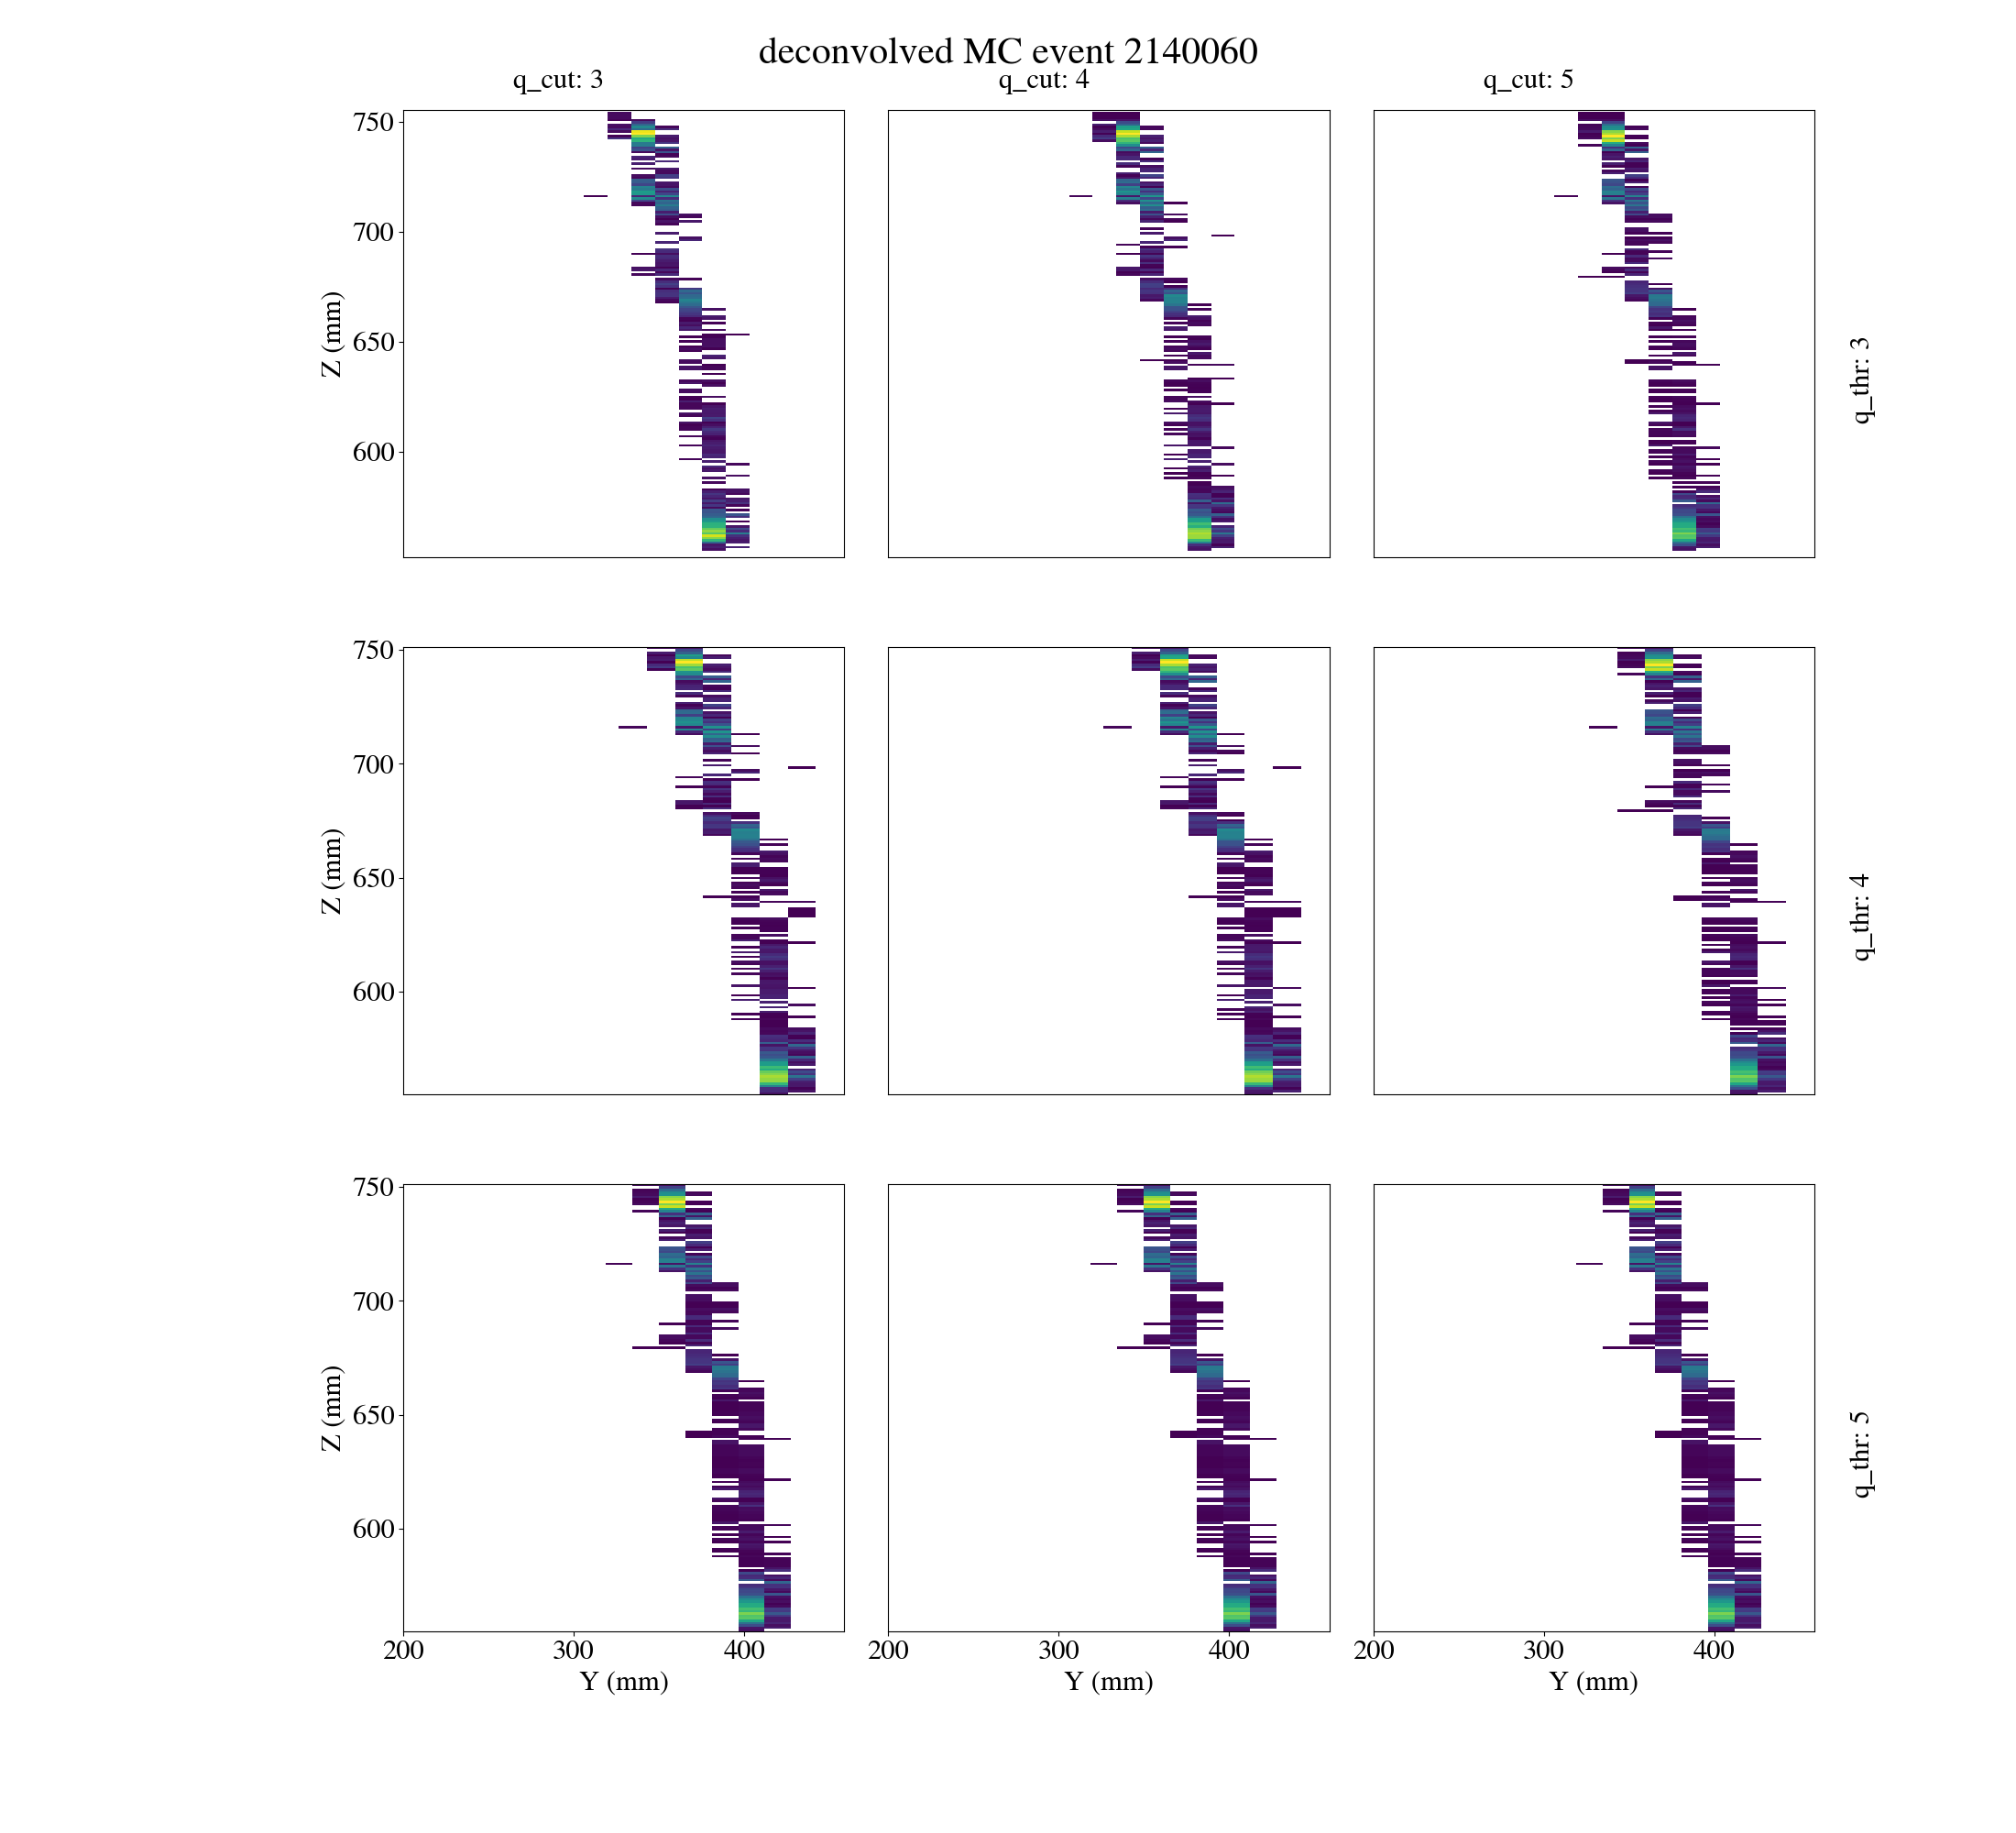 deconvolved MC event 2140060
q_cut: 3
q_cut: 4
q_cut: 5
750
700
650
600
Z (mm)
q_thr: 3
750
700
650
600
Z (mm)
q_thr: 4
750
700
650
600
Z (mm)
q_thr: 5
200 300 400 200 300 400 200 300 400
Y (mm) Y (mm) Y (mm)